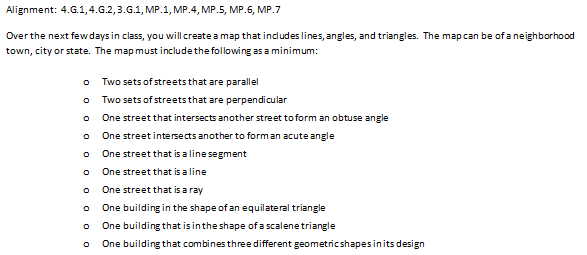 Alignment: 4.G.1, 4.G.2, 3.G.1, MP.1, MP.4, MP.5, MP.6, MP.7
Over the next few days in class, you will create a map that includes lines, angles, and triangles. The map can be of a neighborhood
town, city or state. The map must include the following as a minimum:
o Two sets of streets that are parallel
o Two sets of streets that are perpendicular
o One street that intersects another street to form an obtuse angle
o One street intersects another to form an acute angle
o One street that is a line segment
o One street that is a line
o One street that is a ray
o One building in the shape of an equilateral triangle
o One building that is in the shape of a scalene triangle
o One building that combines three different geometric shapes in its design